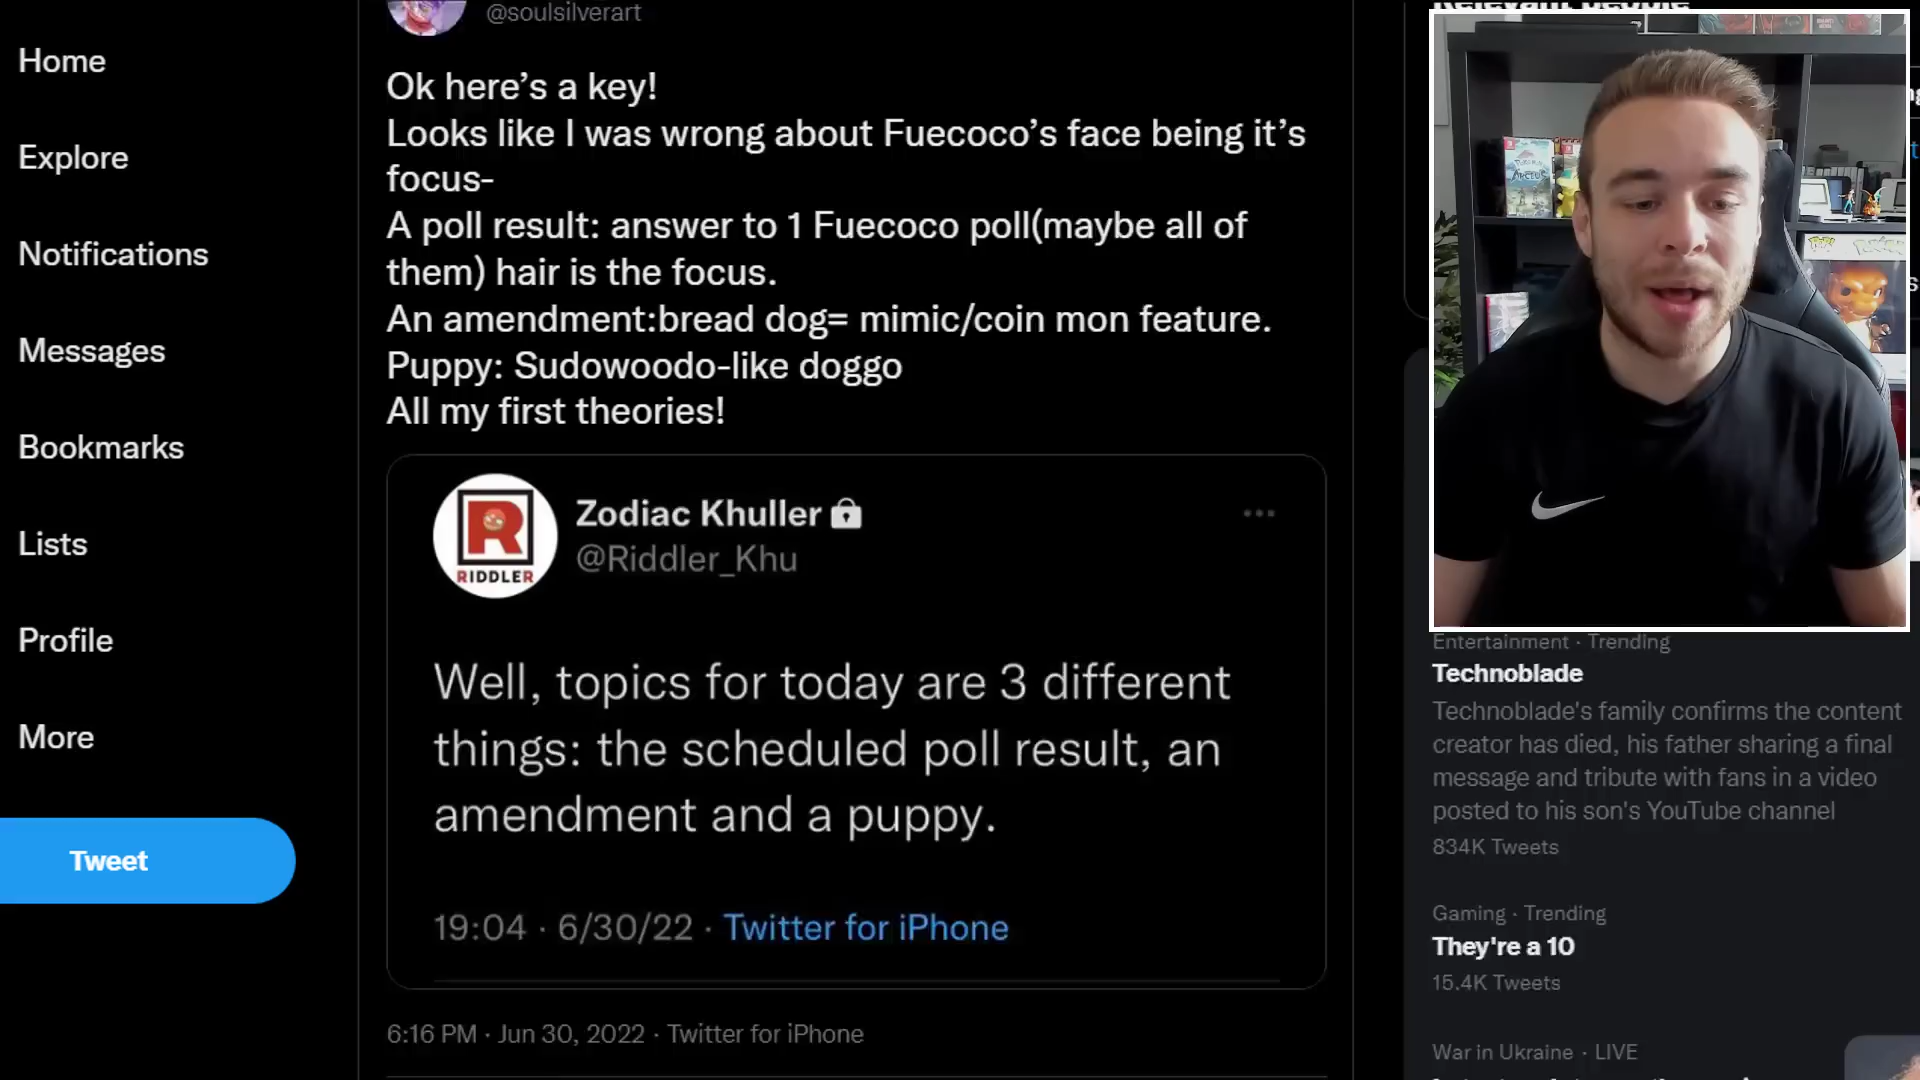 Home
Explore
Notifications
Messages
Bookmarks
Lists
Profile
More
Tweet
@soulsilverart
Ok here’s a key!
Looks like I was wrong about Fuecoco’s face being it’s
focus-
A poll result: answer to 1 Fuecoco poll(maybe all of
them) hair is the focus.
An amendment:bread dog= mimic/coin mon feature.
Puppy: Sudowoodo-like doggo
All my first theories!
RIDDLER
Zodiac Khuller
@Riddler_Khu
Well, topics for today are 3 different
things: the scheduled poll result, an
amendment and a puppy.
19:04 · 6/30/22 · Twitter for iPhone
6:16 PM · Jun 30, 2022 · Twitter for iPhone
Relevant people
ARCEUS
POP!
Entertainment · Trending
Technoblade
Technoblade's family confirms the content
creator has died, his father sharing a final
message and tribute with fans in a video
posted to his son's YouTube channel
834K Tweets
Gaming · Trending
They're a 10
15.4K Tweets
War in Ukraine · LIVE